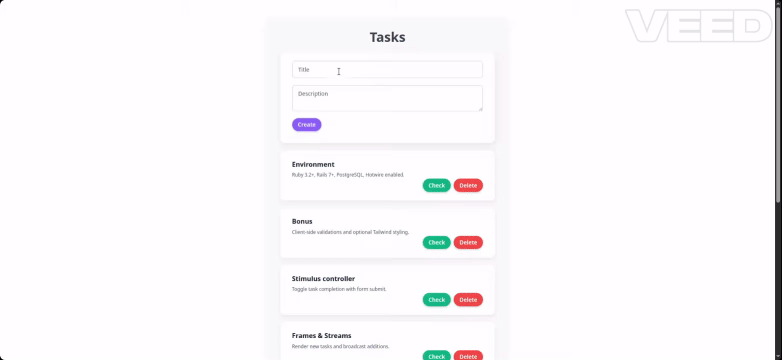 VEED
Tasks
Title
Description
Create
Environment
Ruby 3.2+, Rails 7+, PostgreSQL, Hotwire enabled.
Check
Delete
Bonus
Client-side validations and optional Tailwind styling.
Check
Delete
Stimulus controller
Toggle task completion with form submit.
Check
Delete
Frames & Streams
Render new tasks and broadcast additions.
Check
Delete